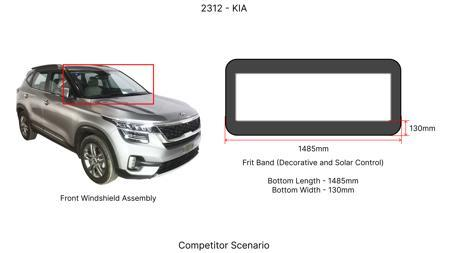 2312 - KIA
130mm
1485mm
Frit Band (Decorative and Solar Control)
Bottom Length - 1485mm
Bottom Width - 130mm
Front Windshield Assembly
Competitor Scenario